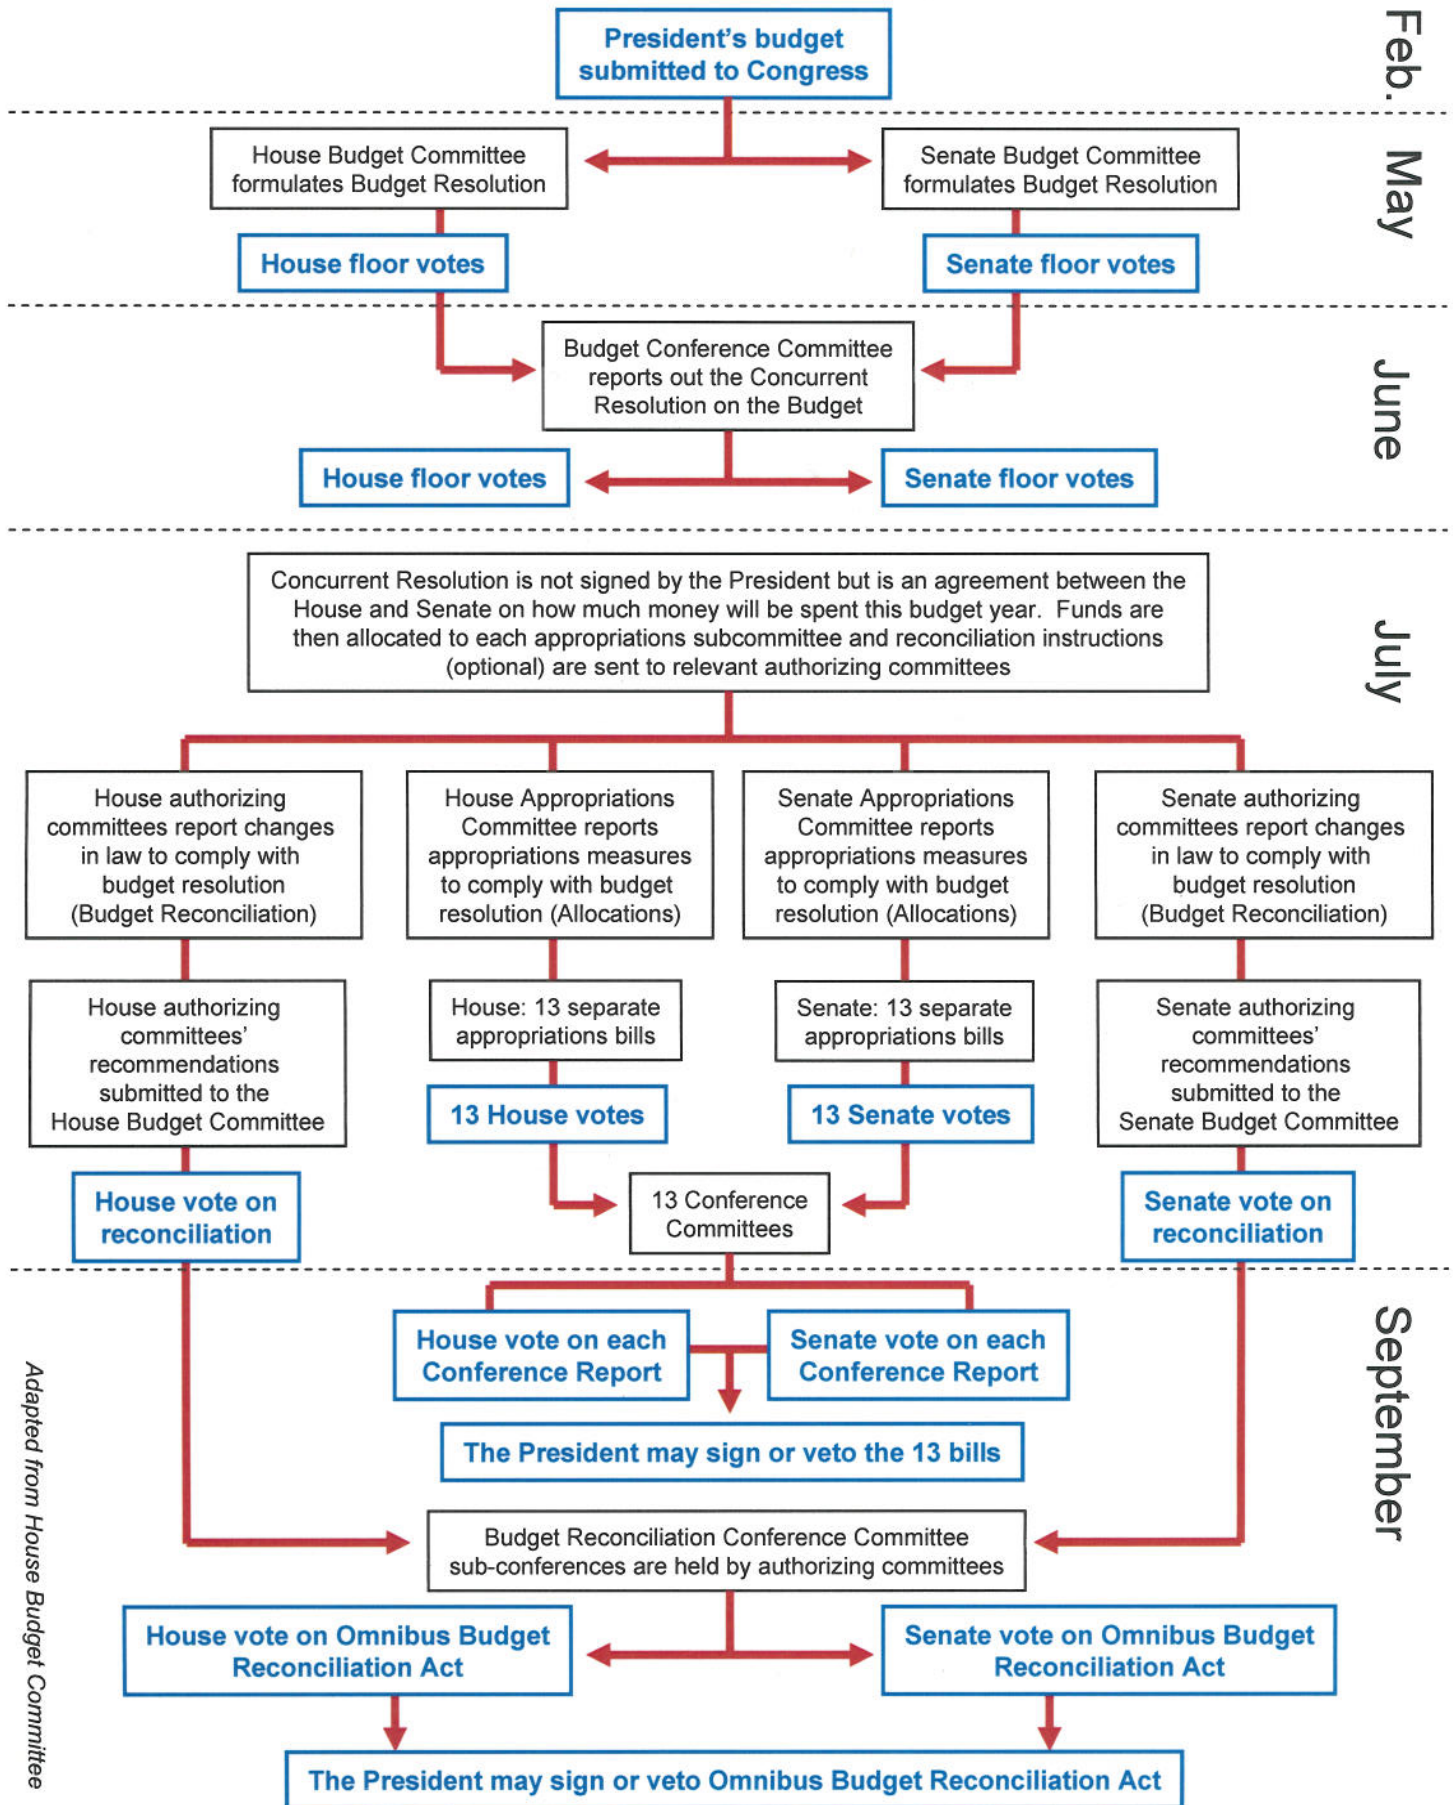 President's budget
submitted to Congress
Feb.
House Budget Committee
formulates Budget Resolution
Senate Budget Committee
formulates Budget Resolution
May
House floor votes
Senate floor votes
Budget Conference Committee
reports out the Concurrent
Resolution on the Budget
June
House floor votes
Senate floor votes
Concurrent Resolution is not signed by the President but is an agreement between the
House and Senate on how much money will be spent this budget year. Funds are
then allocated to each appropriations subcommittee and reconciliation instructions
(optional) are sent to relevant authorizing committees
July
House authorizing
committees report changes
in law to comply with
budget resolution
(Budget Reconciliation)
House Appropriations
Committee reports
appropriations measures
to comply with budget
resolution (Allocations)
Senate Appropriations
Committee reports
appropriations measures
to comply with budget
resolution (Allocations)
Senate authorizing
committees report changes
in law to comply with
budget resolution
(Budget Reconciliation)
House authorizing
committees'
recommendations
submitted to the
House Budget Committee
House: 13 separate
appropriations bills
Senate: 13 separate
appropriations bills
Senate authorizing
committees'
recommendations
submitted to the
Senate Budget Committee
13 House votes
13 Senate votes
House vote on
reconciliation
13 Conference
Committees
Senate vote on
reconciliation
House vote on each
Conference Report
Senate vote on each
Conference Report
September
The President may sign or veto the 13 bills
Budget Reconciliation Conference Committee
sub-conferences are held by authorizing committees
House vote on Omnibus Budget
Reconciliation Act
Senate vote on Omnibus Budget
Reconciliation Act
The President may sign or veto Omnibus Budget Reconciliation Act
Adapted from House Budget Committee